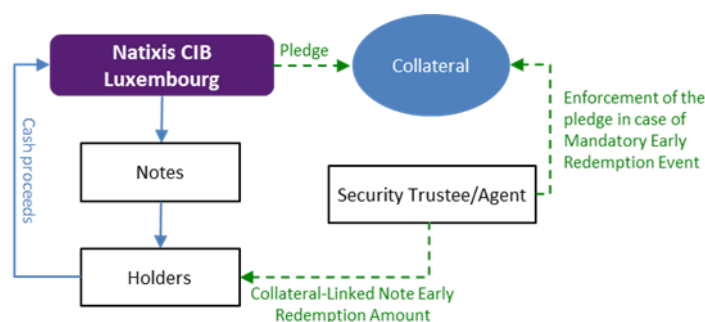 Natixis CIB
Luxembourg
Pledge
Collateral
Cash proceeds
Enforcement of the
pledge in case of
Mandatory Early
Redemption Event
Notes
Security Trustee/Agent
Holders
Collateral-Linked Note Early
Redemption Amount